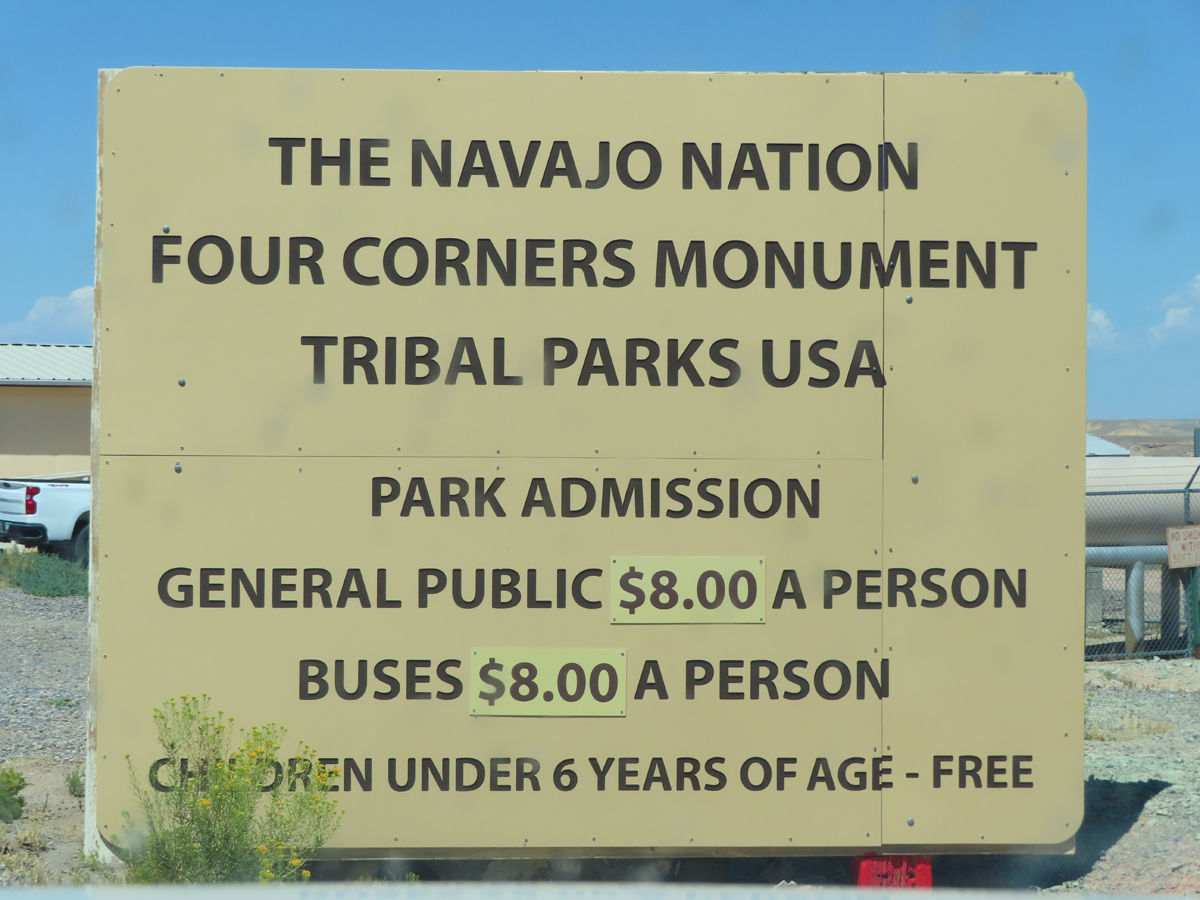 THE NAVAJO NATION
FOUR CORNERS MONUMENT
TRIBAL PARKS USA
PARK ADMISSION
GENERAL PUBLIC $8.00 A PERSON
BUSES $8.00 A PERSON
CHILDREN UNDER 6 YEARS OF AGE - FREE